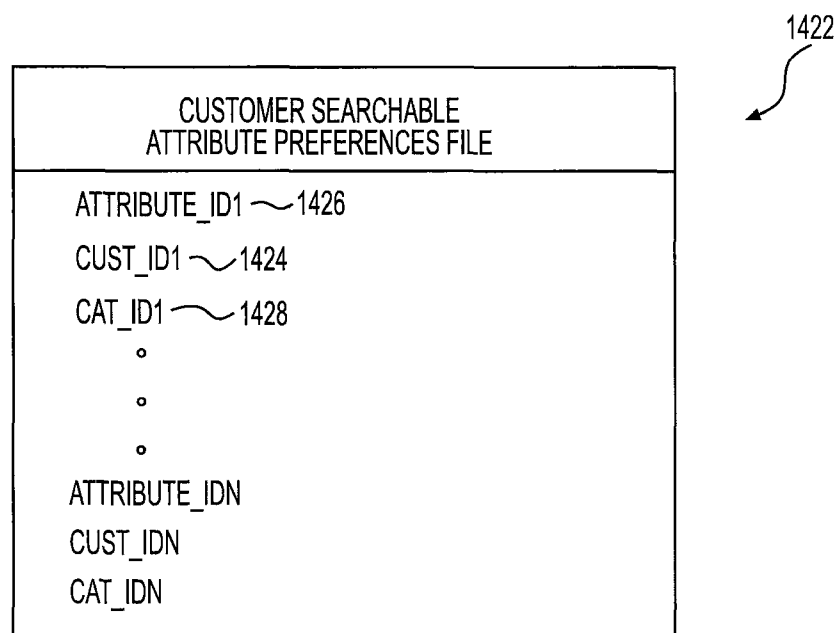 1422
CUSTOMER SEARCHABLE
ATTRIBUTE PREFERENCES FILE
ATTRIBUTE_ID1 1426
CUST_ID1 1424
CAT_ID1 1428
ATTRIBUTE_IDN
CUST_IDN
CAT_IDN